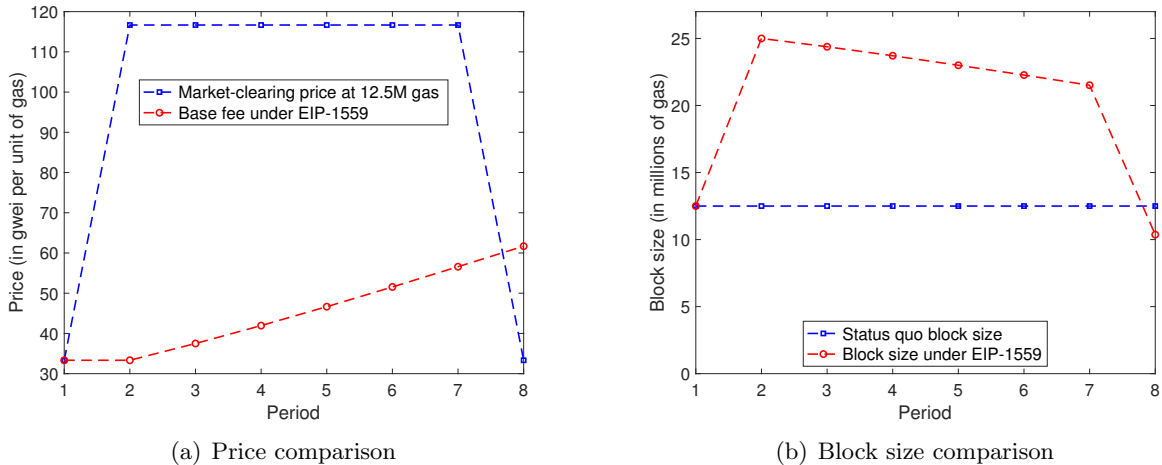 120
110
100
90
80
70
60
50
40
30
Price (in gwei per unit of gas)
Market-clearing price at 12.5M gas
Base fee under EIP-1559
1 2 3 4 5 6 7 8
Period
(a) Price comparison
25
20
15
10
5
0
Block size (in millions of gas)
Status quo block size
Block size under EIP-1559
1 2 3 4 5 6 7 8
Period
(b) Block size comparison